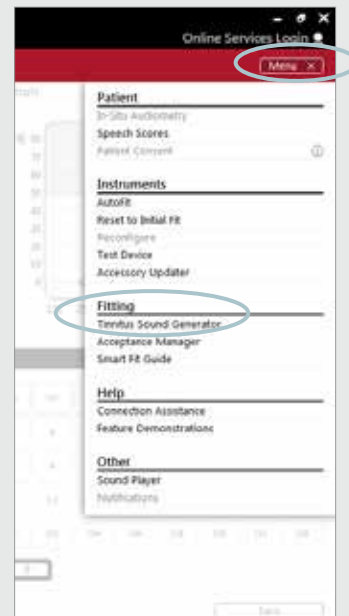 Online Services Login
Menu ×
Patient
In-Situ Audiometry
Speech Scores
Patient Consent
Instruments
AutoFit
Reset to Initial Fit
Reconfigure
Test Device
Accessory Updater
Fitting
Tinnitus Sound Generator
Acceptance Manager
Smart Fit Guide
Help
Connection Assistance
Feature Demonstrations
Other
Sound Player
Notifications